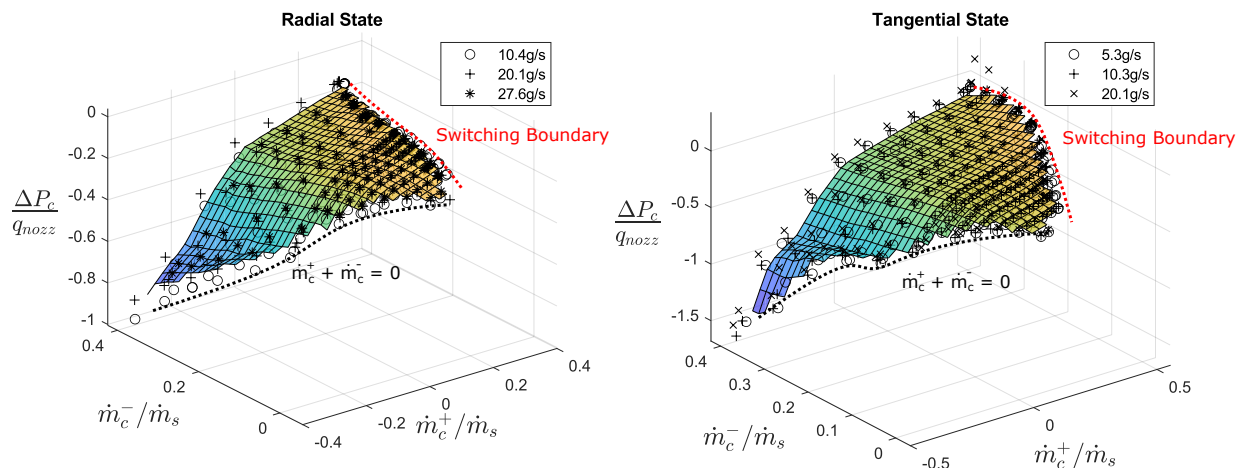 Radial State
10.4g/s
20.1g/s
27.6g/s
Switching Boundary
ΔP_c/q_nozz
0
-0.2
-0.4
-0.6
-0.8
-1
ṁ_c^+ + ṁ_c^- = 0
0.4
0.2
0
ṁ_c^-/ṁ_s
-0.4
-0.2
0
0.2
0.4
ṁ_c^+/ṁ_s
Tangential State
5.3g/s
10.3g/s
20.1g/s
Switching Boundary
ΔP_c/q_nozz
0
-0.5
-1
-1.5
ṁ_c^+ + ṁ_c^- = 0
0.4
0.3
0.2
0.1
0
ṁ_c^-/ṁ_s
-0.5
0
0.5
ṁ_c^+/ṁ_s